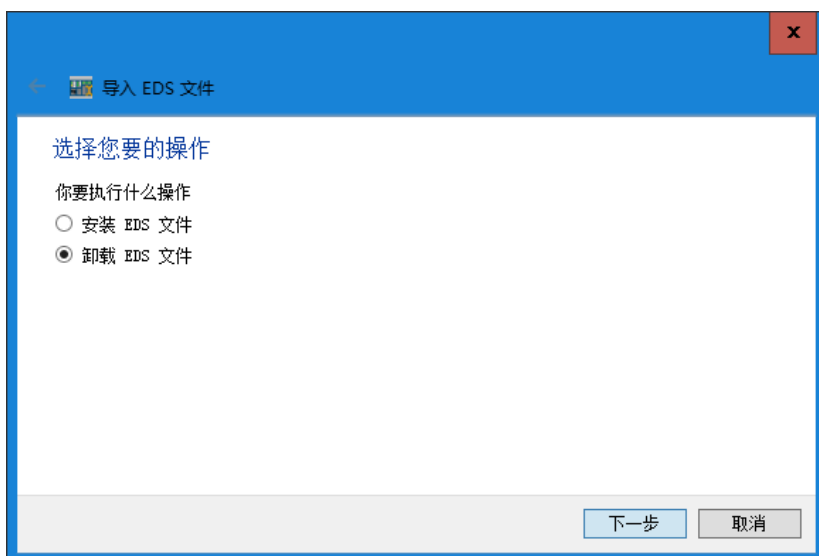 x
导入 EDS 文件
选择您要的操作
你要执行什么操作
安装 EDS 文件
卸载 EDS 文件
下一步
取消